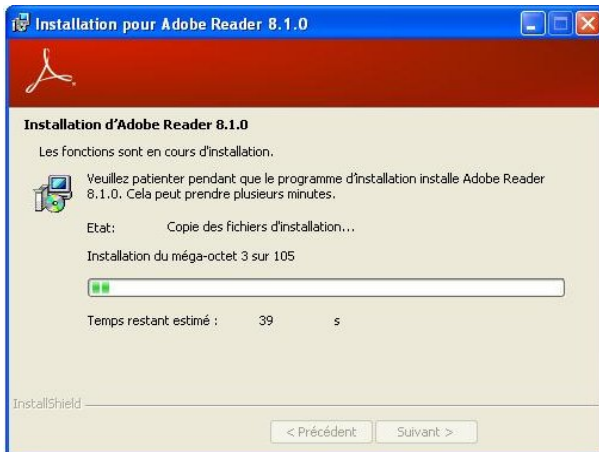 Installation pour Adobe Reader 8.1.0
Installation d'Adobe Reader 8.1.0
Les fonctions sont en cours d'installation.
Veuillez patienter pendant que le programme d'installation installe Adobe Reader
8.1.0. Cela peut prendre plusieurs minutes.
Etat: Copie des fichiers d'installation...
Installation du méga-octet 3 sur 105
Temps restant estimé : 39 s
InstallShield
< Précédent Suivant >